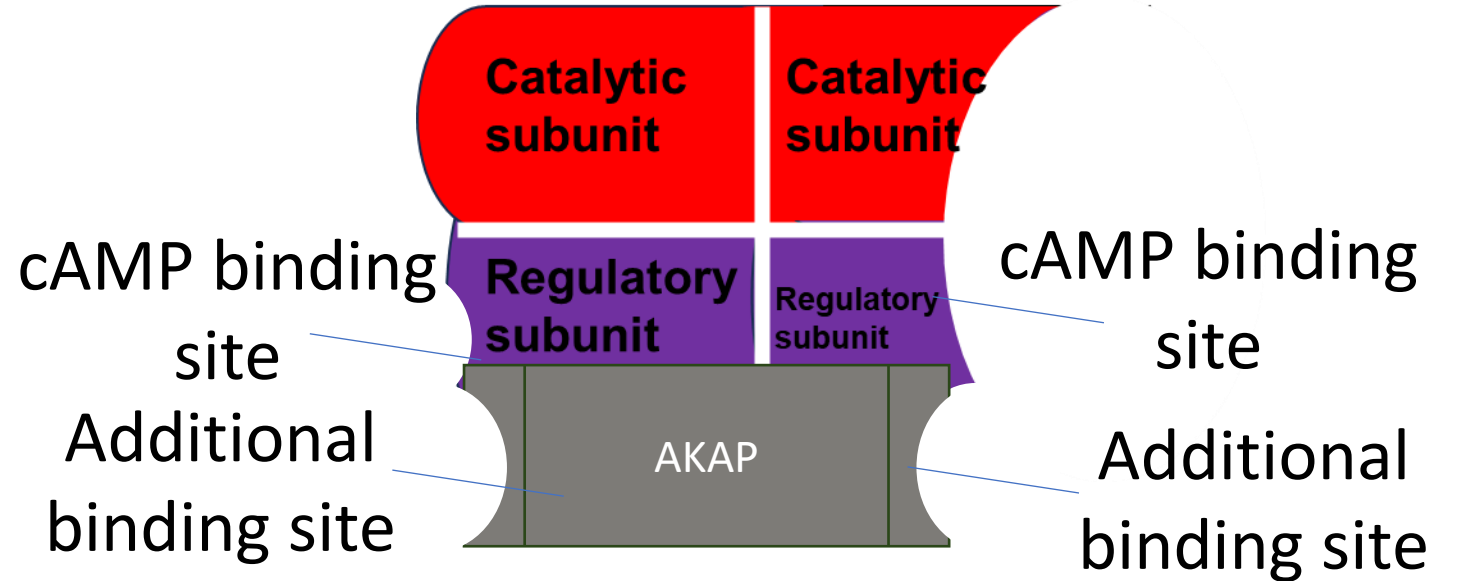 Catalytic
subunit
Catalytic
subunit
cAMP binding
site
Regulatory
subunit
Regulatory
subunit
cAMP binding
site
Additional
binding site
AKAP
Additional
binding site